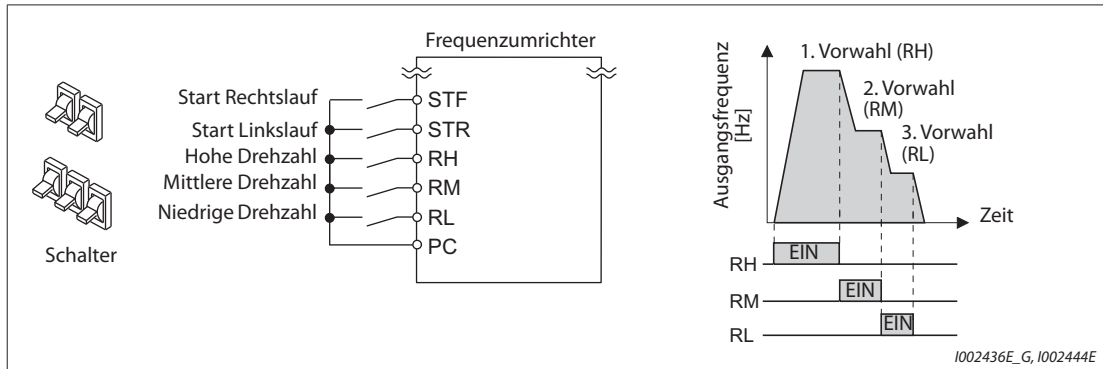 Frequenzumrichter
Start Rechtslauf
STF
Start Linkslauf
STR
Hohe Drehzahl
RH
Mittlere Drehzahl
RM
Niedrige Drehzahl
RL
PC
Schalter
Ausgangsfrequenz
[Hz]
1. Vorwahl (RH)
2. Vorwahl
(RM)
3. Vorwahl
(RL)
Zeit
RH
EIN
RM
EIN
RL
EIN
I002436E_G, I002444E